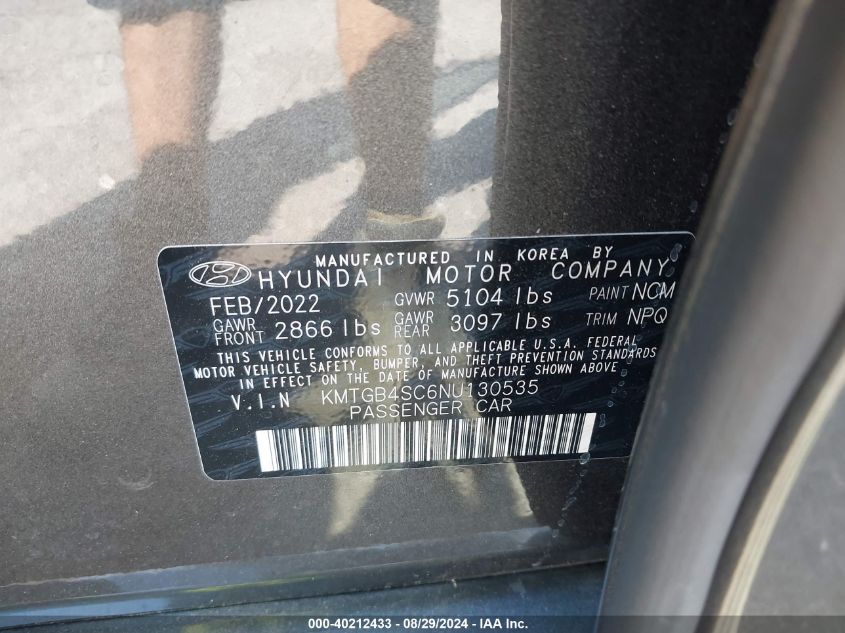 MANUFACTURED IN KOREA BY
HYUNDAI MOTOR COMPANY
FEB/2022 GVWR 5104 lbs PAINT NCM
GAWR FRONT 2866 lbs GAWR REAR 3097 lbs TRIM NPQ
THIS VEHICLE CONFORMS TO ALL APPLICABLE U.S.A. FEDERAL
MOTOR VEHICLE SAFETY, BUMPER, AND THEFT PREVENTION STANDARDS
IN EFFECT ON THE DATE OF MANUFACTURE SHOWN ABOVE
V.I.N KMTGB4SC6NU130535
PASSENGER CAR
000-40212433 - 08/29/2024 - IAA Inc.